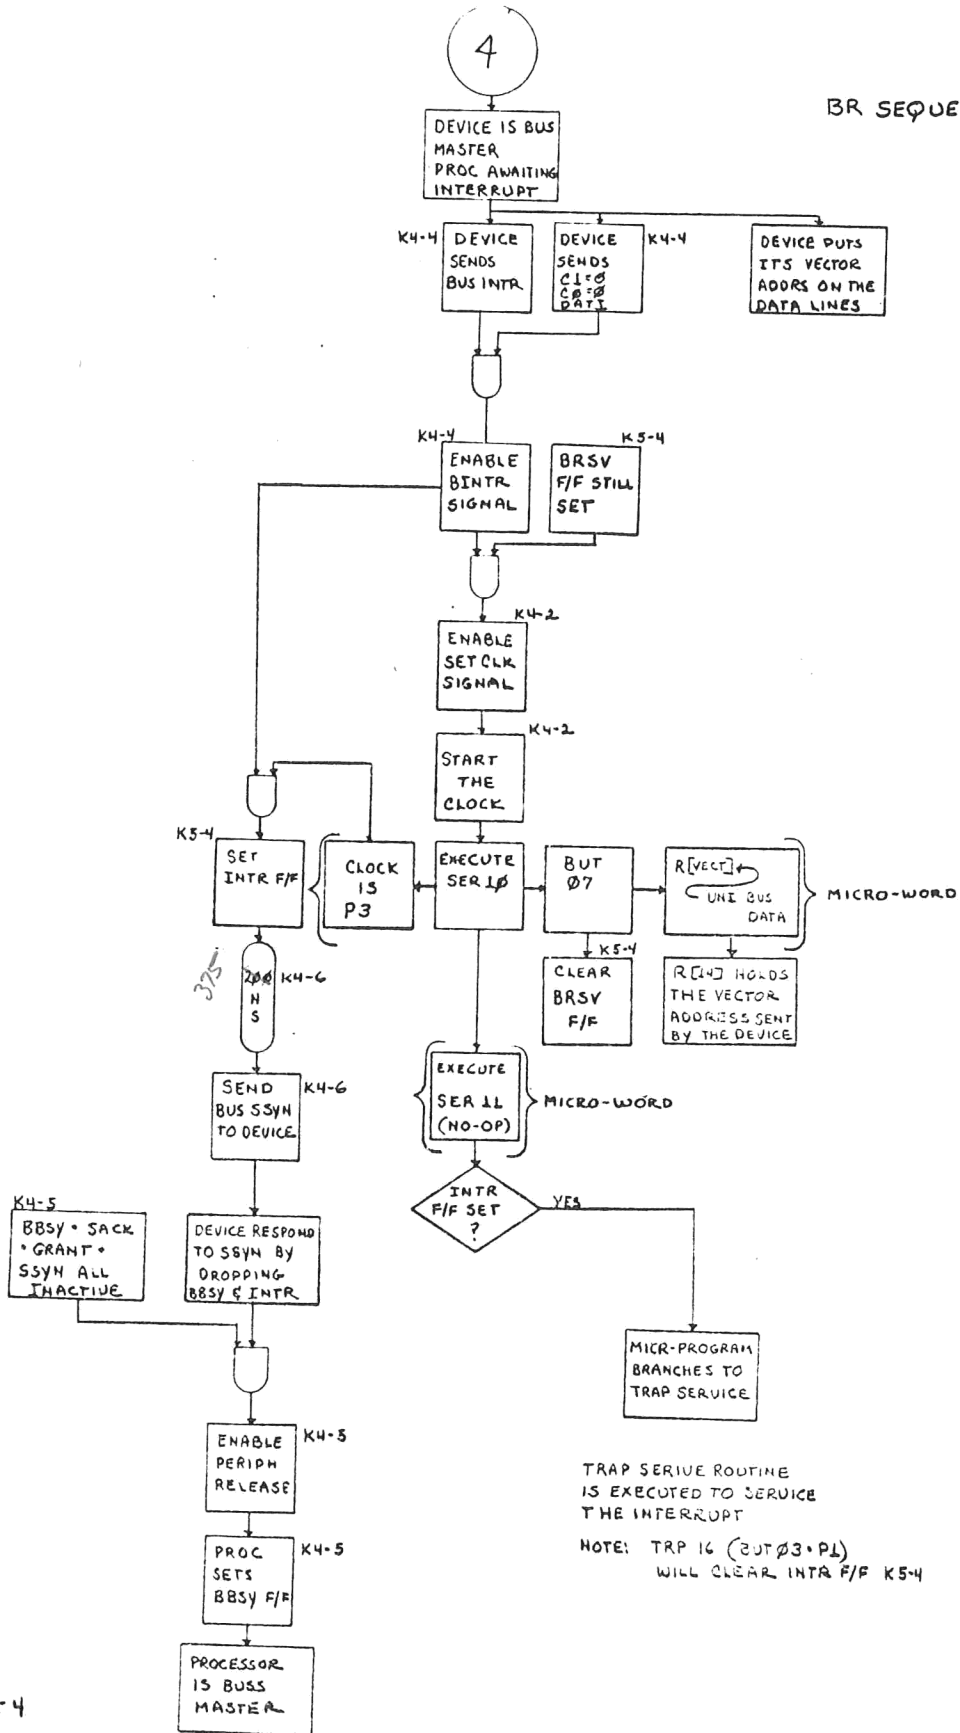 4
BR SEQUE
DEVICE IS BUS
MASTER
PROC AWAITING
INTERRUPT
K4-4
DEVICE
SENDS
BUS INTR
DEVICE
SENDS
C1=0
C0=0
DATI
K4-4
DEVICE PUTS
ITS VECTOR
ADDRS ON THE
DATA LINES
K4-4
ENABLE
BINTR
SIGNAL
K5-4
BRSV
F/F STILL
SET
K4-2
ENABLE
SET CLK
SIGNAL
K4-2
START
THE
CLOCK
K5-4
SET
INTR F/F
CLOCK
IS
P3
EXECUTE
SER 1Ø
BUT
Ø7
R[VECT]
UNI BUS
DATA
MICRO-WORD
K5-4
CLEAR
BRSV
F/F
R[14] HOLDS
THE VECTOR
ADDRESS SENT
BY THE DEVICE
375
2ØØ
N
S
K4-6
EXECUTE
SER 11
(NO-OP)
MICRO-WORD
SEND
BUS SSYN
TO DEVICE
K4-6
INTR
F/F SET
?
YES
K4-5
BBSY • SACK
• GRANT •
SSYN ALL
INACTIVE
DEVICE RESPOND
TO SSYN BY
DROPPING
BBSY & INTR
MICR-PROGRAM
BRANCHES TO
TRAP SERVICE
ENABLE
PERIPH
RELEASE
K4-5
TRAP SERIVE ROUTINE
IS EXECUTED TO SERVICE
THE INTERRUPT
NOTE: TRP 16 (BUT Ø3 • P1)
WILL CLEAR INTR F/F K5-4
PROC
SETS
BBSY F/F
K4-5
PROCESSOR
IS BUSS
MASTER
-4